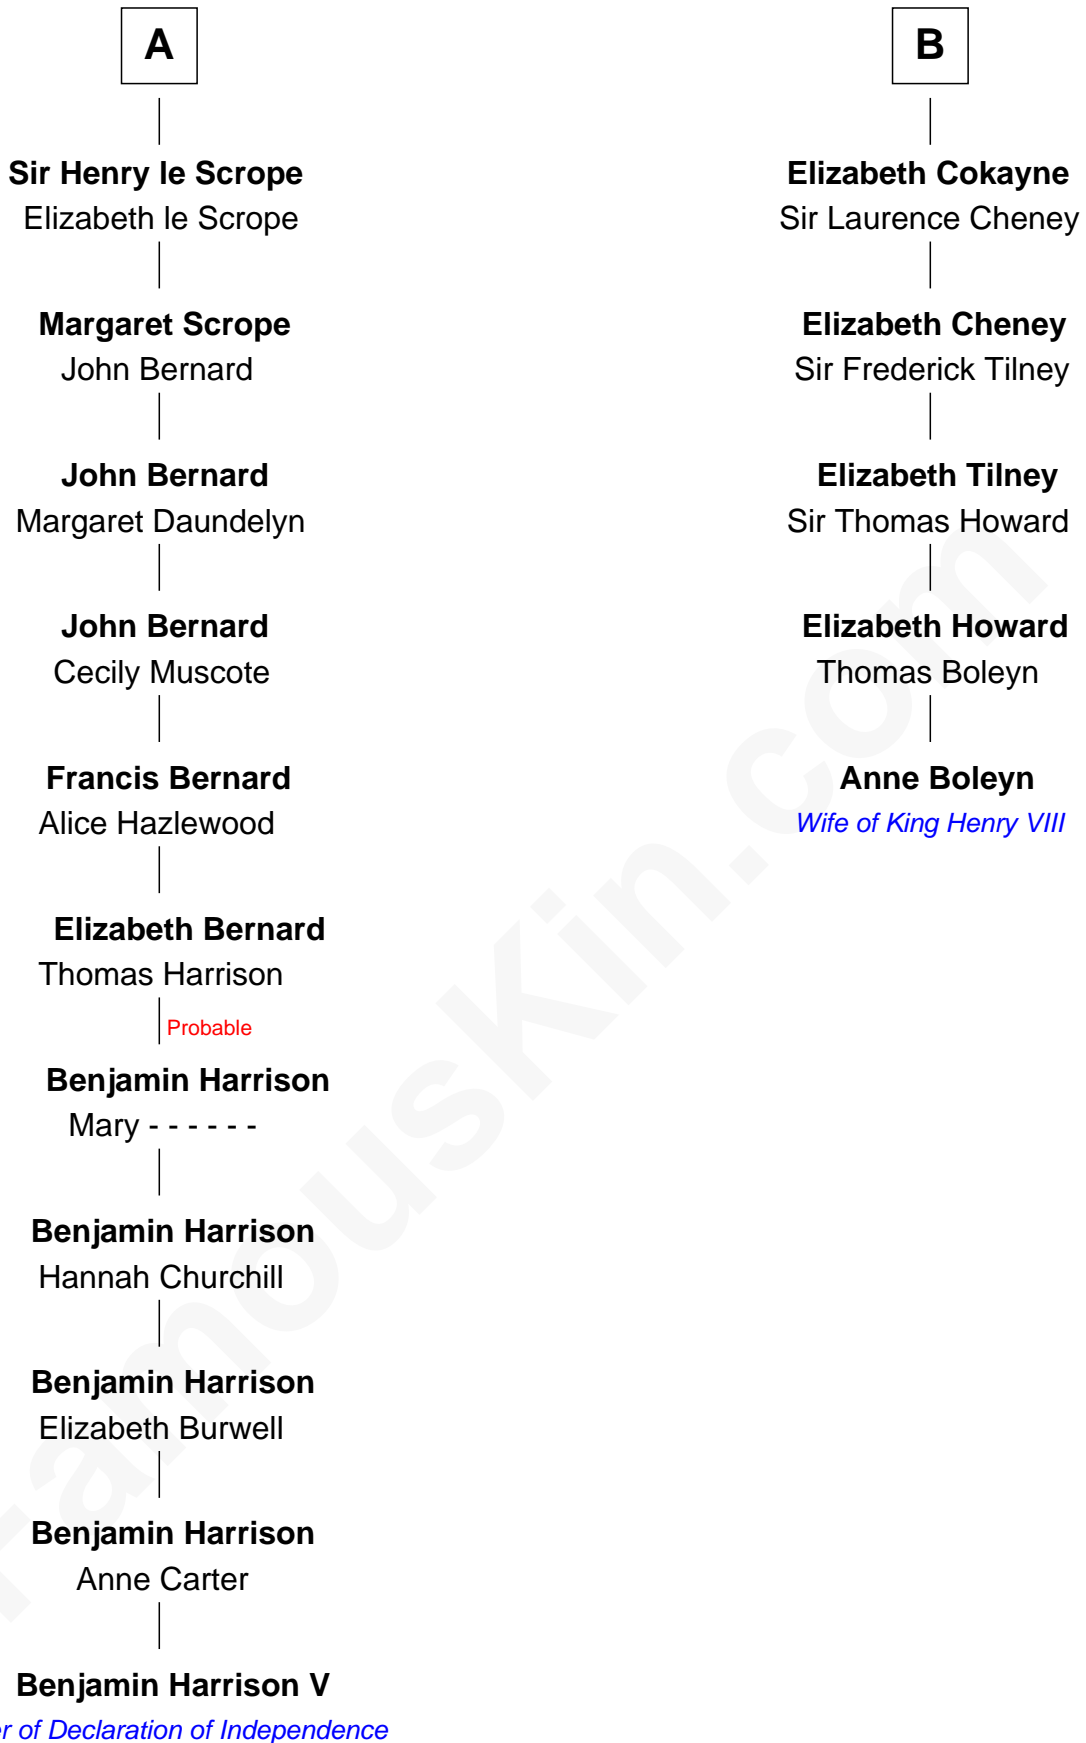 A
Sir Henry le Scrope
Elizabeth le Scrope
Margaret Scrope
John Bernard
John Bernard
Margaret Daundelyn
John Bernard
Cecily Muscote
Francis Bernard
Alice Hazlewood
Elizabeth Bernard
Thomas Harrison
Probable
Benjamin Harrison
Mary - - - - - -
Benjamin Harrison
Hannah Churchill
Benjamin Harrison
Elizabeth Burwell
Benjamin Harrison
Anne Carter
Benjamin Harrison V
of Declaration of Independence
B
Elizabeth Cokayne
Sir Laurence Cheney
Elizabeth Cheney
Sir Frederick Tilney
Elizabeth Tilney
Sir Thomas Howard
Elizabeth Howard
Thomas Boleyn
Anne Boleyn
Wife of King Henry VIII
FamousKin.com